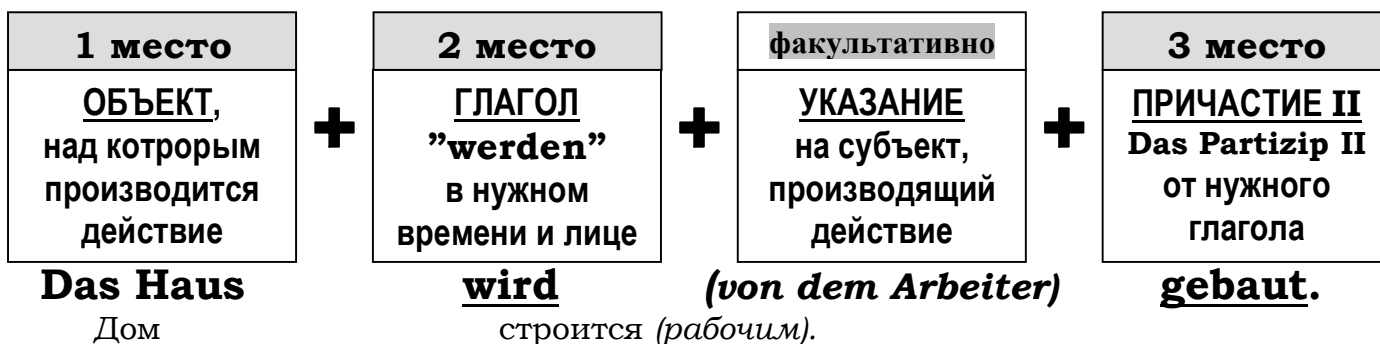 1 место
2 место
факультативно
3 место
ОБЪЕКТ,
над котрорым
производится
действие
+
ГЛАГОЛ
”werden”
в нужном
времени и лице
+
УКАЗАНИЕ
на субъект,
производящий
действие
+
ПРИЧАСТИЕ II
Das Partizip II
от нужного
глагола
Das Haus wird (von dem Arbeiter) gebaut.
Дом строится (рабочим).